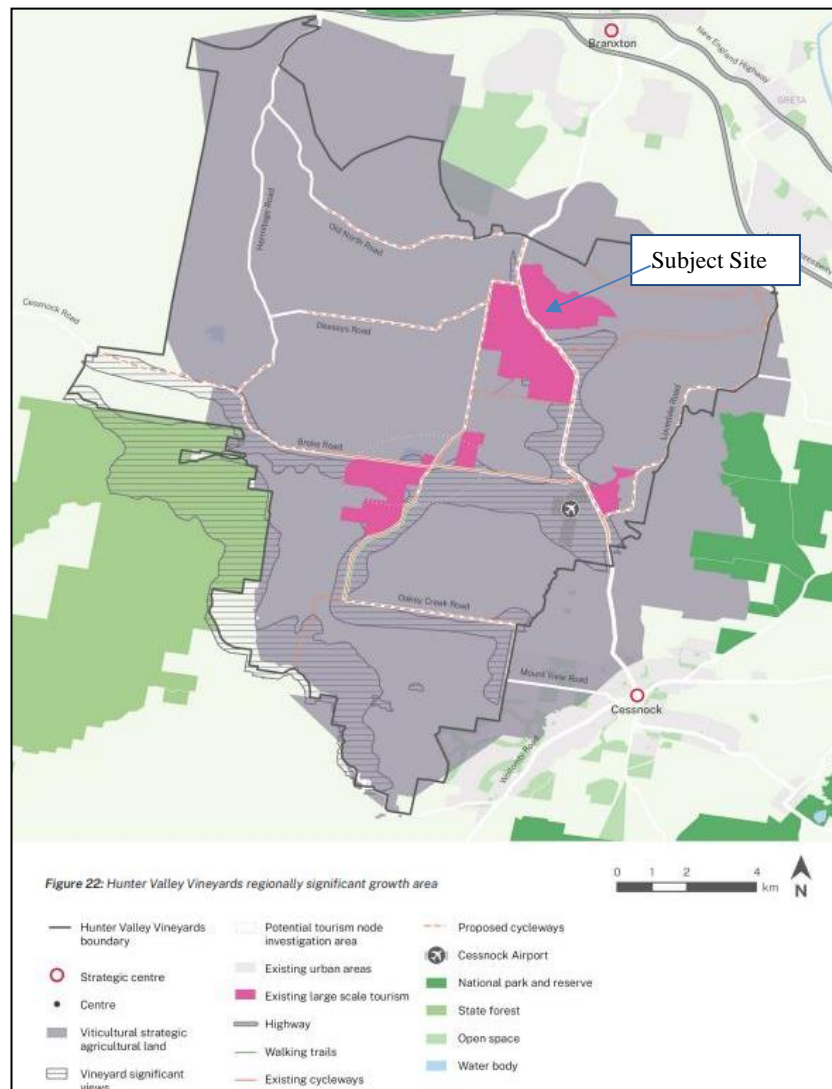 Branxton
New England Highway
GRETA
Hermitage Road
Old North Road
Subject Site
Cessnock Road
Deaseys Road
Lovedale Road
Broke Road
Oakey Creek Road
Mount View Road
Cessnock
Wollombi Road
Figure 22: Hunter Valley Vineyards regionally significant growth area
0 1 2 4
km
N
Hunter Valley Vineyards
boundary
Strategic centre
Centre
Viticultural strategic
agricultural land
Vineyard significant
views
Potential tourism node
investigation area
Existing urban areas
Existing large scale tourism
Highway
Walking trails
Existing cycleways
Proposed cycleways
Cessnock Airport
National park and reserve
State forest
Open space
Water body